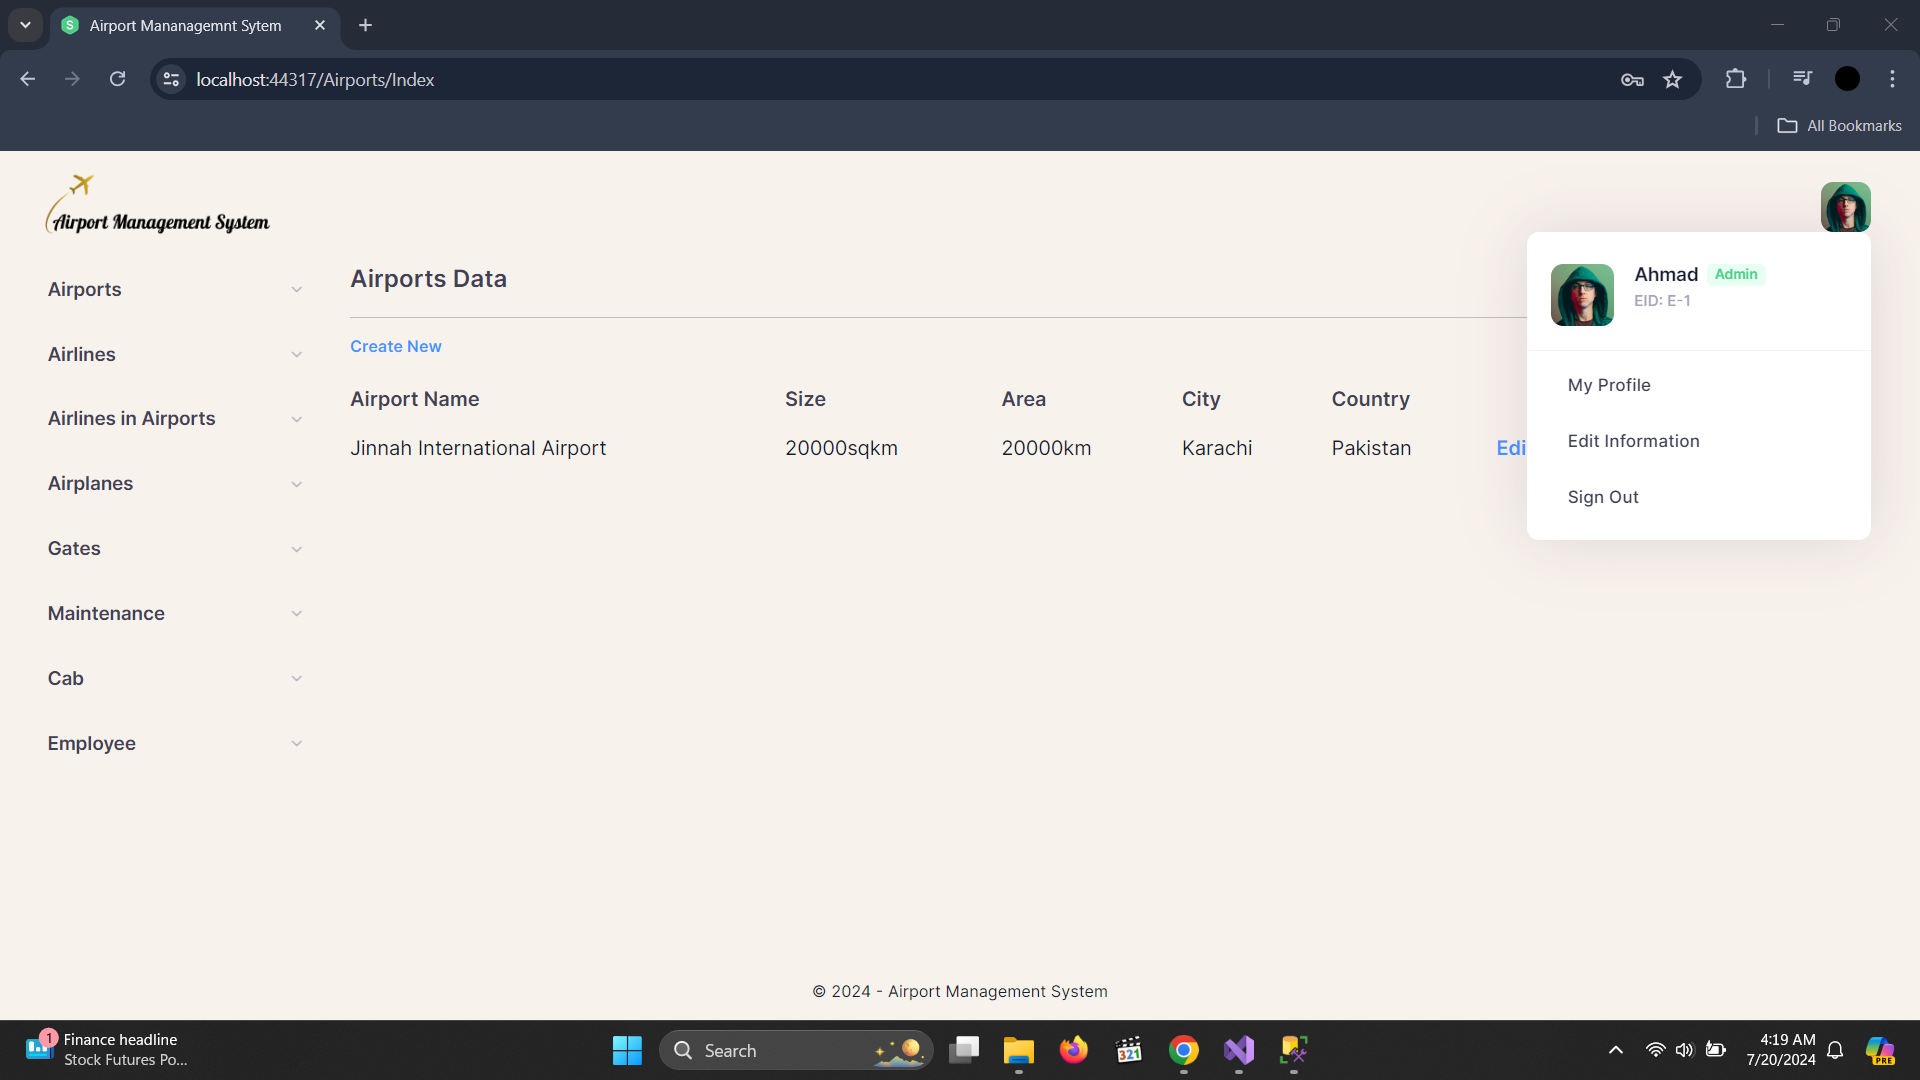 Airport Mananagemnt Sytem
localhost:44317/Airports/Index
All Bookmarks
Airport Management System
Ahmad Admin
EID: E-1
My Profile
Edit Information
Sign Out
Airports
Airlines
Airlines in Airports
Airplanes
Gates
Maintenance
Cab
Employee
Airports Data
Create New
Airport Name Size Area City Country
Jinnah International Airport 20000sqkm 20000km Karachi Pakistan Edi
© 2024 - Airport Management System
1 Finance headline
Stock Futures Po...
Search
321
4:19 AM
7/20/2024
PRE